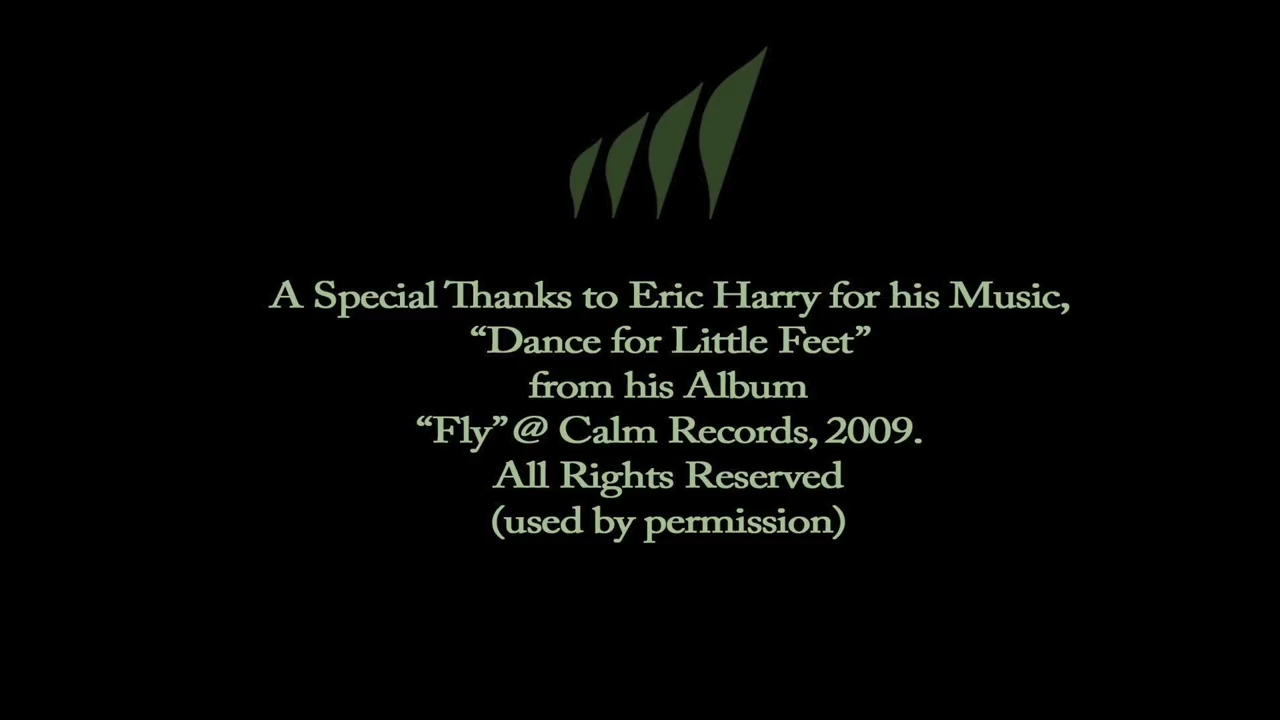 A Special Thanks to Eric Harry for his Music,
“Dance for Little Feet”
from his Album
“Fly” @ Calm Records, 2009.
All Rights Reserved
(used by permission)